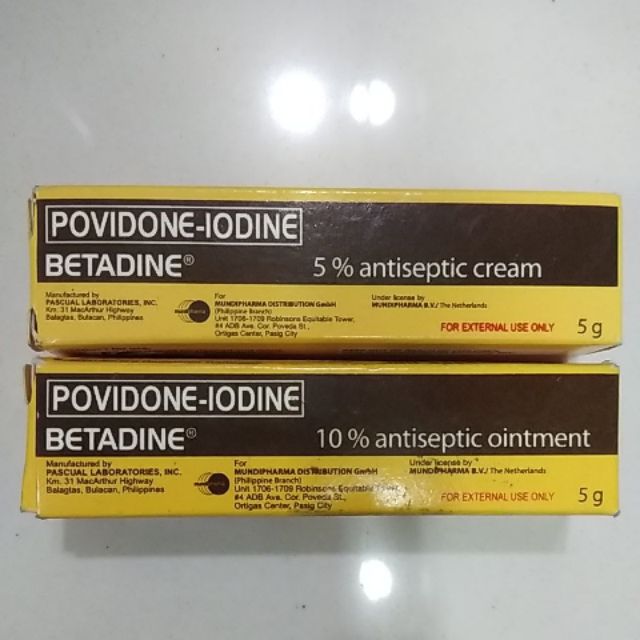 POVIDONE-IODINE
BETADINE®
5 % antiseptic cream
Manufactured by
PASCUAL LABORATORIES, INC.
Km. 31 MacArthur Highway
Balagtas, Bulacan, Philippines
mundipharma
For
MUNDIPHARMA DISTRIBUTION GmbH
(Philippine Branch)
Unit 1706-1709 Robinsons Equitable Tower,
#4 ADB Ave. Cor. Poveda St.,
Ortigas Center, Pasig City
Under license by
MUNDIPHARMA B.V./ The Netherlands
FOR EXTERNAL USE ONLY
5 g
POVIDONE-IODINE
BETADINE®
10 % antiseptic ointment
Manufactured by
PASCUAL LABORATORIES, INC.
Km. 31 MacArthur Highway
Balagtas, Bulacan, Philippines
mundipharma
For
MUNDIPHARMA DISTRIBUTION GmbH
(Philippine Branch)
Unit 1706-1709 Robinsons Equitable Tower,
#4 ADB Ave. Cor. Poveda St.,
Ortigas Center, Pasig City
Under license by
MUNDIPHARMA B.V./ The Netherlands
FOR EXTERNAL USE ONLY
5 g